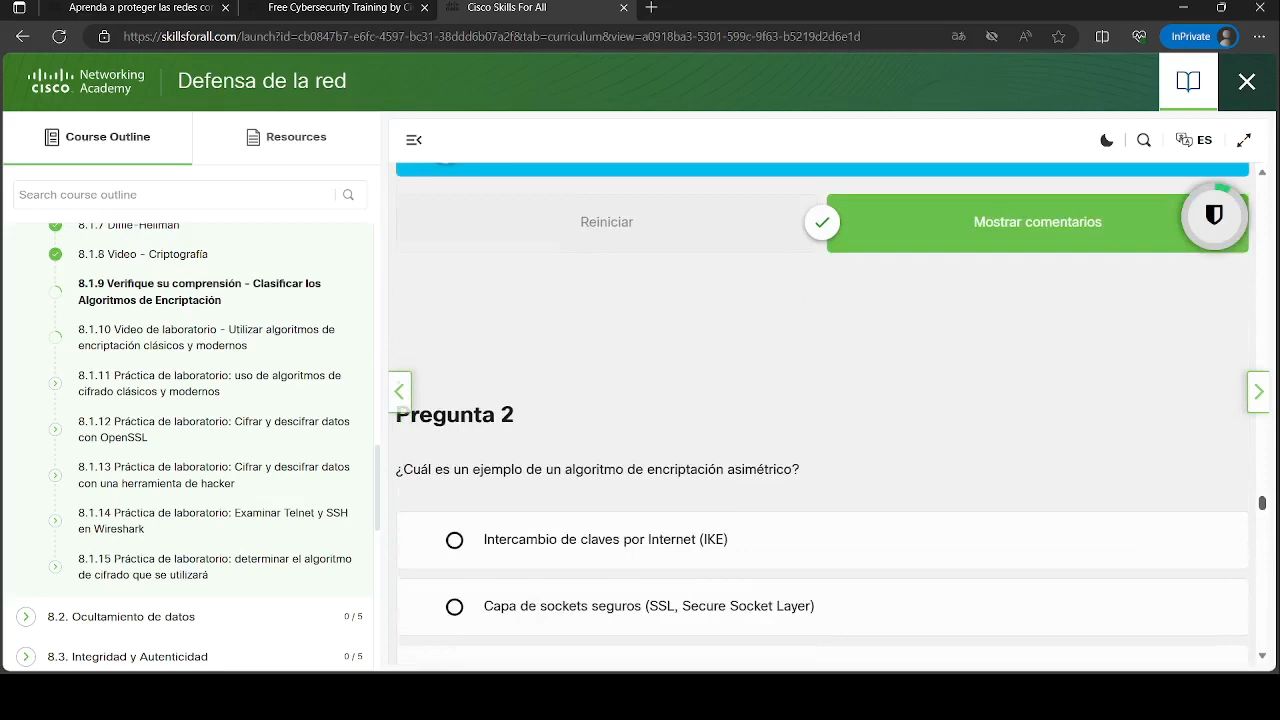 Aprenda a proteger las redes cor
Free Cybersecurity Training by Ci
Cisco Skills For All
https://skillsforall.com/launch?id=cb0847b7-e6fc-4597-bc31-38ddd6b07a2f&tab=curriculum&view=a0918ba3-5301-599c-9f63-b5219d2d6e1d
InPrivate
Networking
CISCO Academy
Defensa de la red
Course Outline
Resources
ES
Search course outline
8.1.7 Diffie-Hellman
8.1.8 Video - Criptografía
8.1.9 Verifique su comprensión - Clasificar los
Algoritmos de Encriptación
8.1.10 Video de laboratorio - Utilizar algoritmos de
encriptación clásicos y modernos
8.1.11 Práctica de laboratorio: uso de algoritmos de
cifrado clásicos y modernos
8.1.12 Práctica de laboratorio: Cifrar y descifrar datos
con OpenSSL
8.1.13 Práctica de laboratorio: Cifrar y descifrar datos
con una herramienta de hacker
8.1.14 Práctica de laboratorio: Examinar Telnet y SSH
en Wireshark
8.1.15 Práctica de laboratorio: determinar el algoritmo
de cifrado que se utilizará
8.2. Ocultamiento de datos 0 / 5
8.3. Integridad y Autenticidad 0 / 5
Reiniciar
Mostrar comentarios
Pregunta 2
¿Cuál es un ejemplo de un algoritmo de encriptación asimétrico?
Intercambio de claves por Internet (IKE)
Capa de sockets seguros (SSL, Secure Socket Layer)